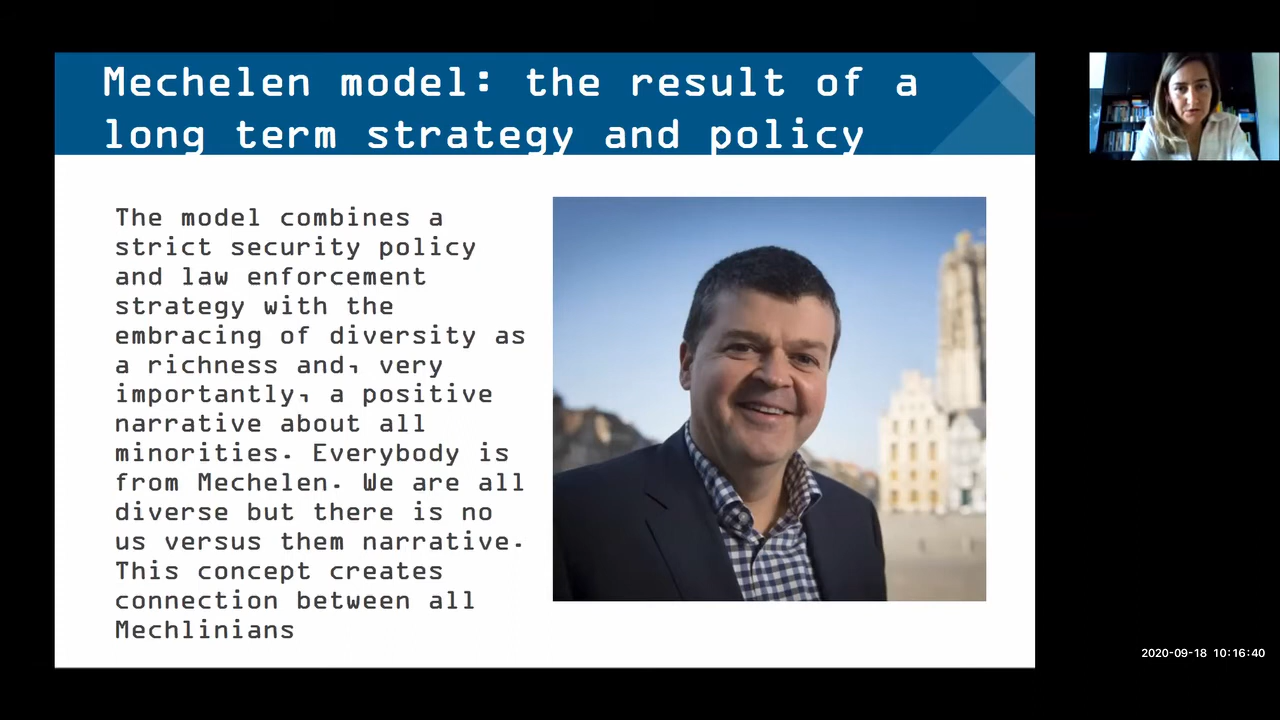 Mechelen model: the result of a
long term strategy and policy
The model combines a
strict security policy
and law enforcement
strategy with the
embracing of diversity as
a richness and, very
importantly, a positive
narrative about all
minorities. Everybody is
from Mechelen. We are all
diverse but there is no
us versus them narrative.
This concept creates
connection between all
Mechlinians
2020-09-18 10:16:40